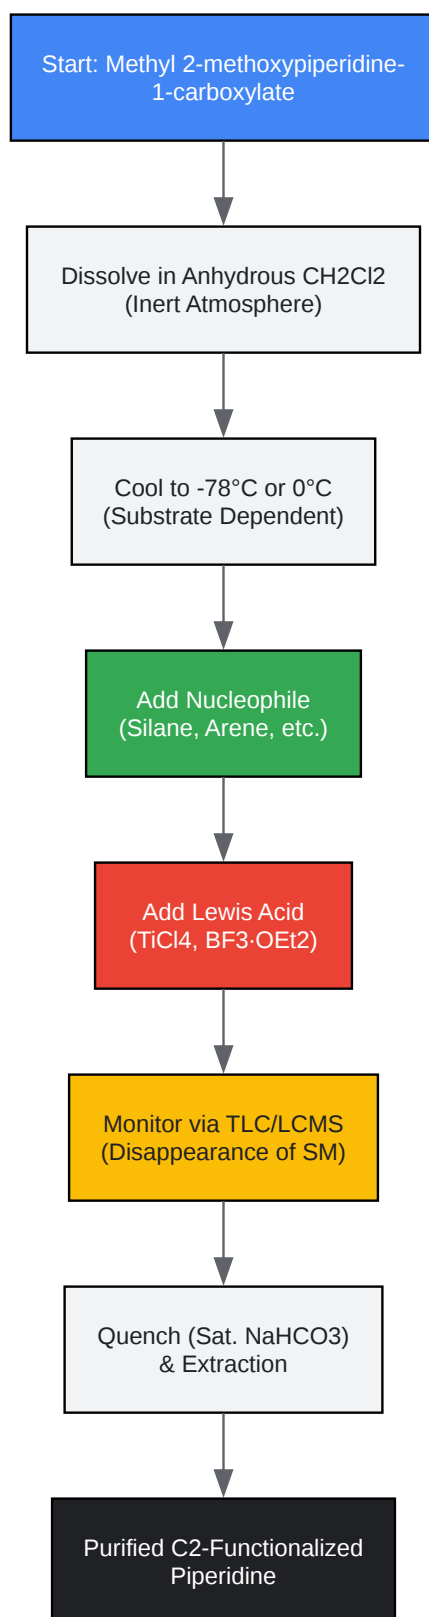 Start: Methyl 2-methoxypiperidine-
1-carboxylate
Dissolve in Anhydrous CH2Cl2
(Inert Atmosphere)
Cool to -78°C or 0°C
(Substrate Dependent)
Add Nucleophile
(Silane, Arene, etc.)
Add Lewis Acid
(TiCl4, BF3·OEt2)
Monitor via TLC/LCMS
(Disappearance of SM)
Quench (Sat. NaHCO3)
& Extraction
Purified C2-Functionalized
Piperidine